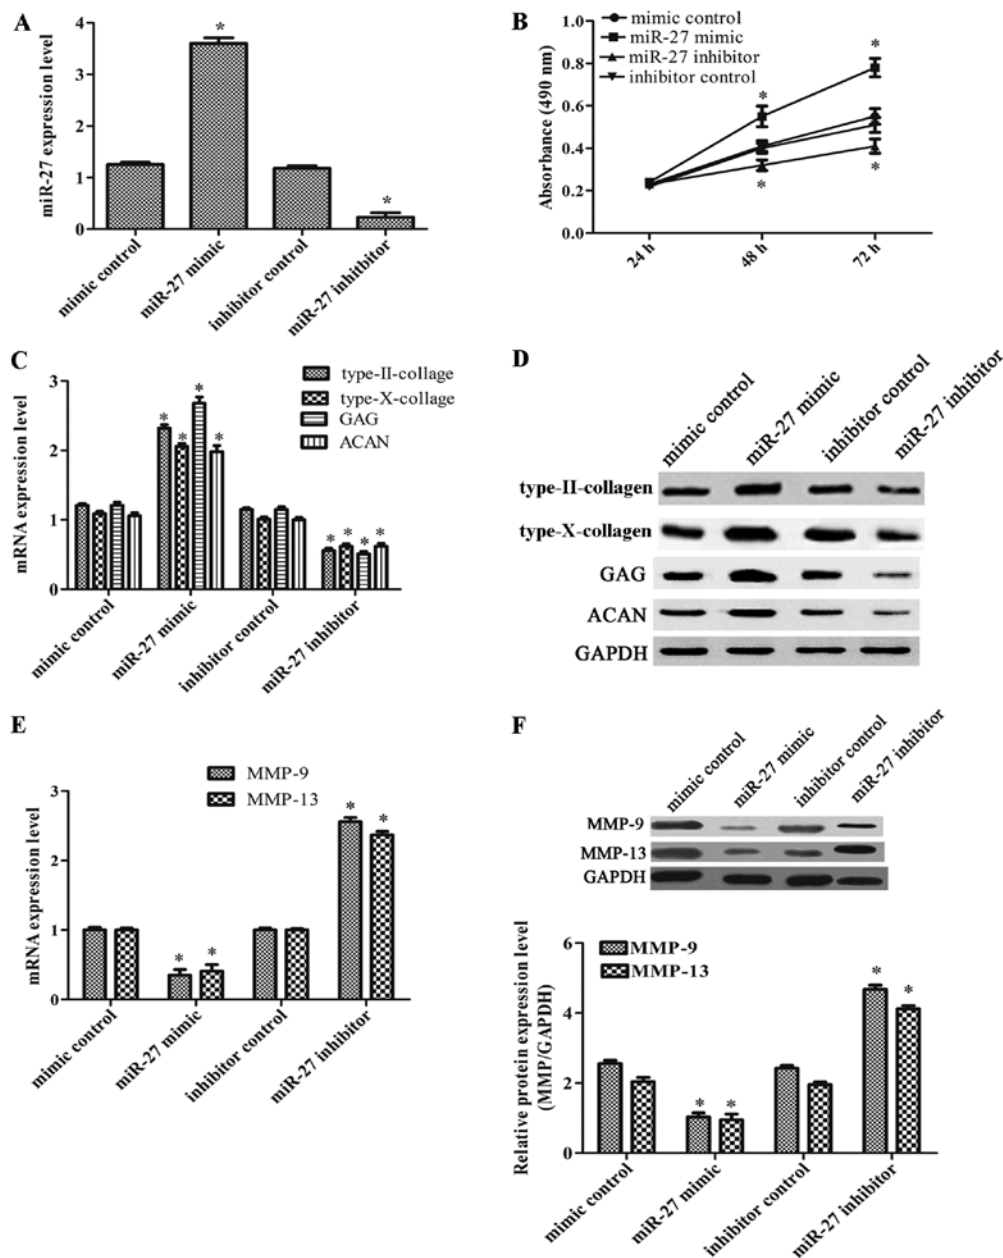 A
miR-27 expression level
4
3
2
1
0
*
*
mimic control
miR-27 mimic
inhibitor control
miR-27 inhitbitor
B
mimic control
miR-27 mimic
miR-27 inhibitor
inhibitor control
Absorbance (490 nm)
1.0
0.8
0.6
0.4
0.2
0.0
*
*
*
*
24 h
48 h
72 h
C
type-II-collage
type-X-collage
GAG
ACAN
mRNA expression level
3
2
1
0
* * * *
* * * *
mimic control
miR-27 mimic
inhibitor control
miR-27 inhibitor
D
mimic control
miR-27 mimic
inhibitor control
miR-27 inhibitor
type-II-collagen
type-X-collagen
GAG
ACAN
GAPDH
E
MMP-9
MMP-13
mRNA expression level
3
2
1
0
* *
* *
mimic control
miR-27 mimic
inhibitor control
miR-27 inhibitor
F
mimic control
miR-27 mimic
inhibitor control
miR-27 inhibitor
MMP-9
MMP-13
GAPDH
MMP-9
MMP-13
Relative protein expression level
(MMP/GAPDH)
6
4
2
0
* *
* *
mimic control
miR-27 mimic
inhibitor control
miR-27 inhibitor